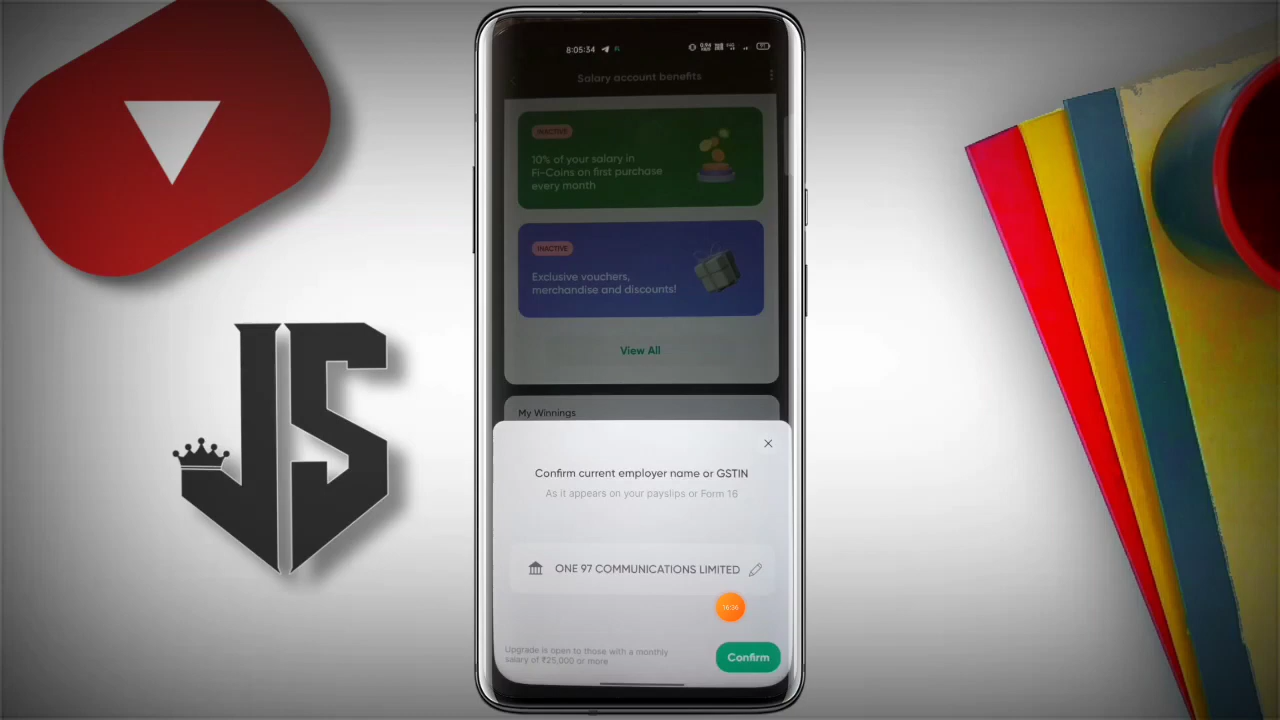 8:05:34
Salary account benefits
INACTIVE
10% of your salary in
Fi-Coins on first purchase
every month
INACTIVE
Exclusive vouchers,
merchandise and discounts!
View All
My Winnings
Confirm current employer name or GSTIN
As it appears on your payslips or Form 16
ONE 97 COMMUNICATIONS LIMITED
Upgrade is open to those with a monthly
salary of ₹25,000 or more
Confirm
JS